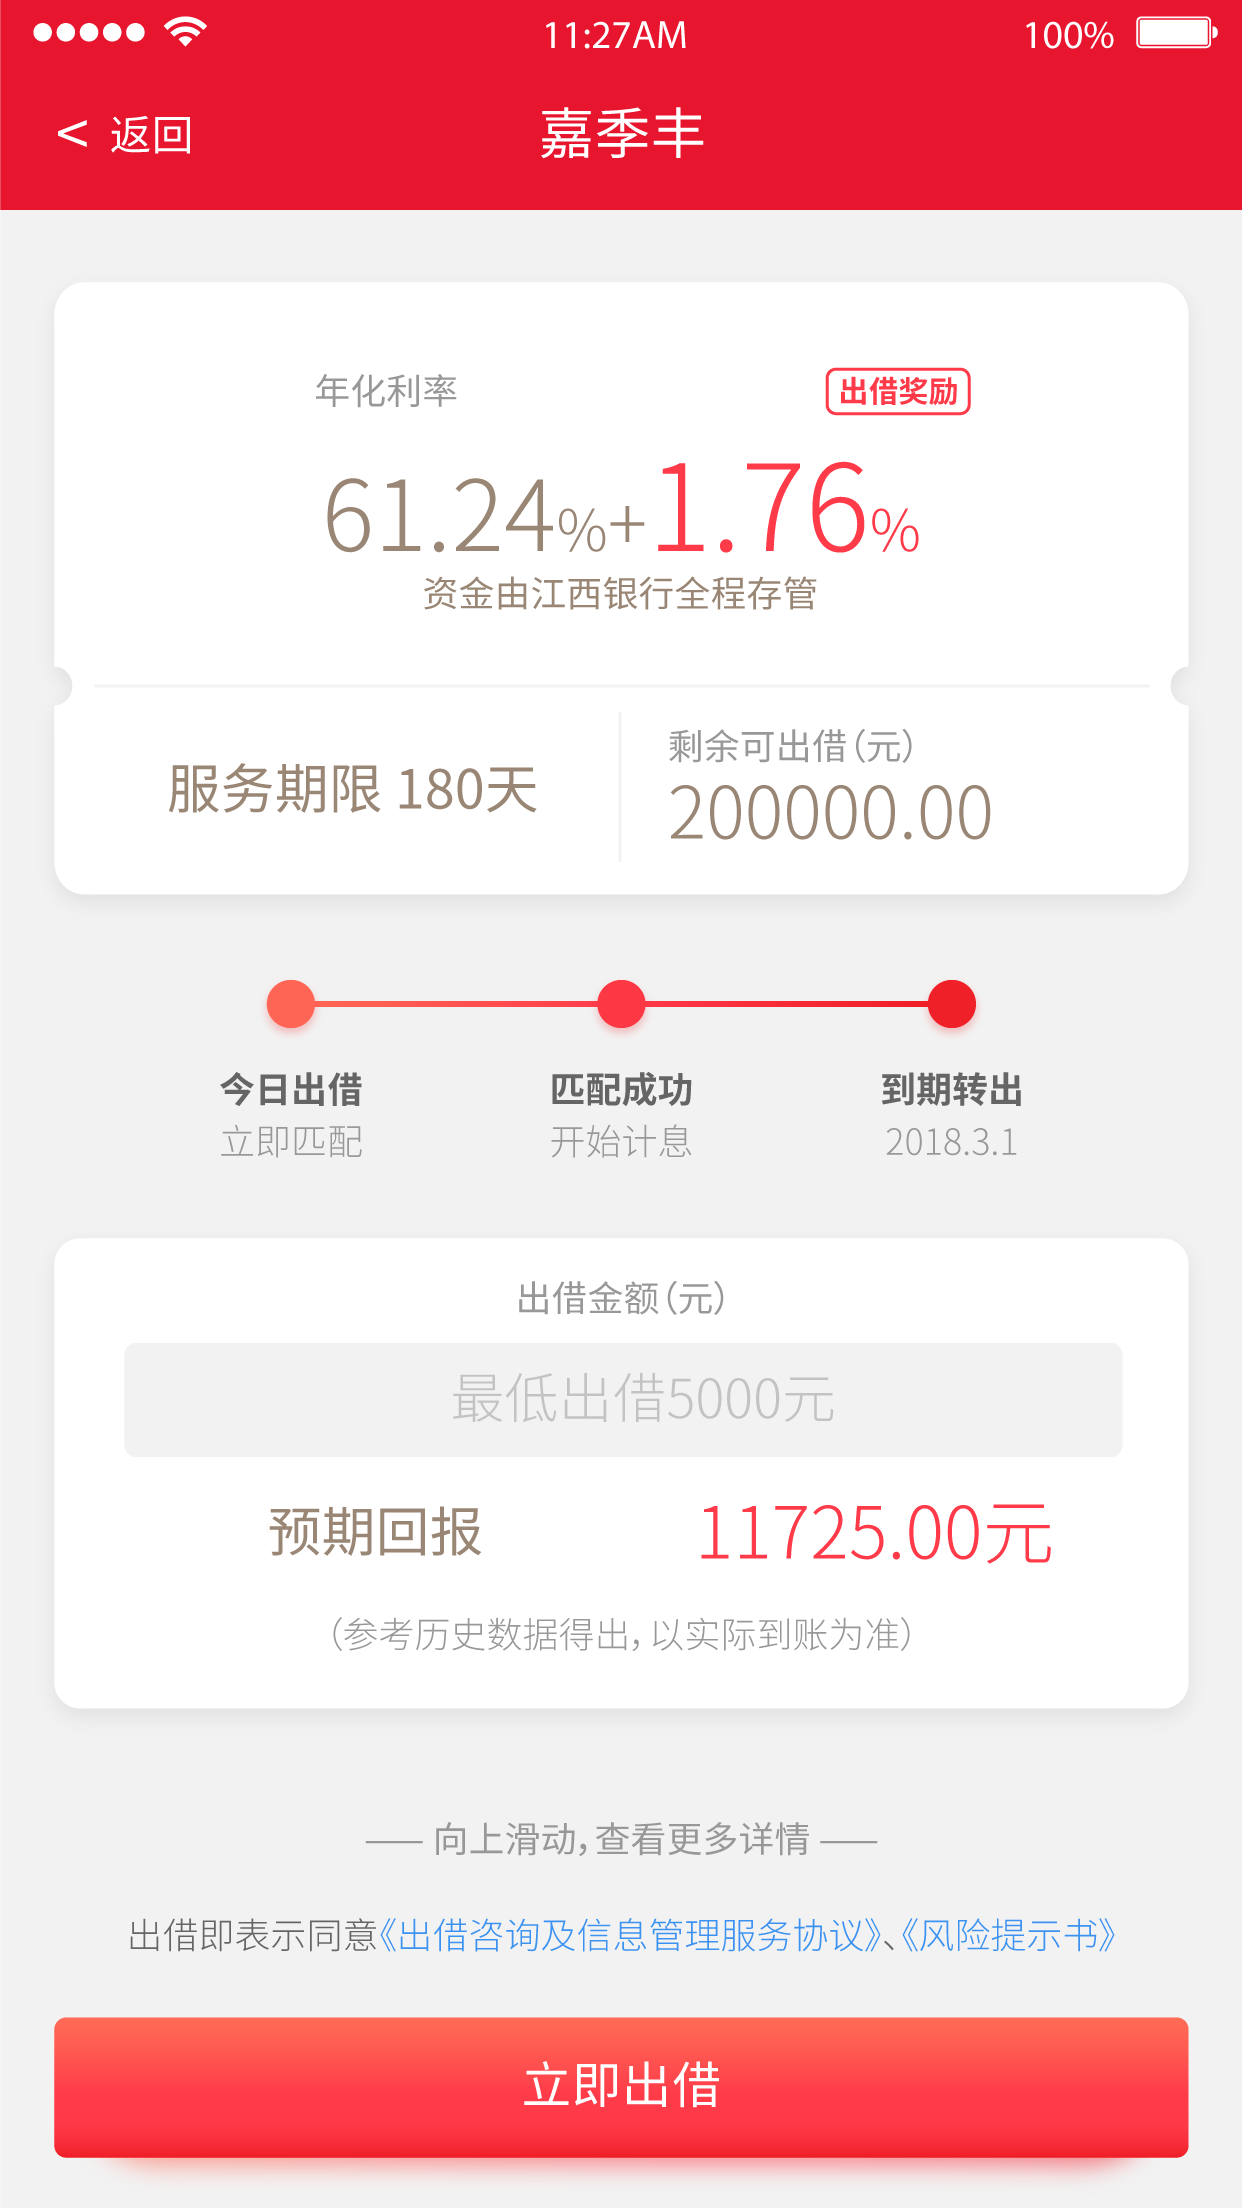 11:27AM 100%
< 返回 嘉季丰
年化利率 出借奖励
61.24%+1.76%
资金由江西银行全程存管
服务期限 180天
剩余可出借（元）
200000.00
今日出借 匹配成功 到期转出
立即匹配 开始计息 2018.3.1
出借金额（元）
最低出借5000元
预期回报 11725.00元
（参考历史数据得出，以实际到账为准）
—— 向上滑动，查看更多详情 ——
出借即表示同意《出借咨询及信息管理服务协议》、《风险提示书》
立即出借